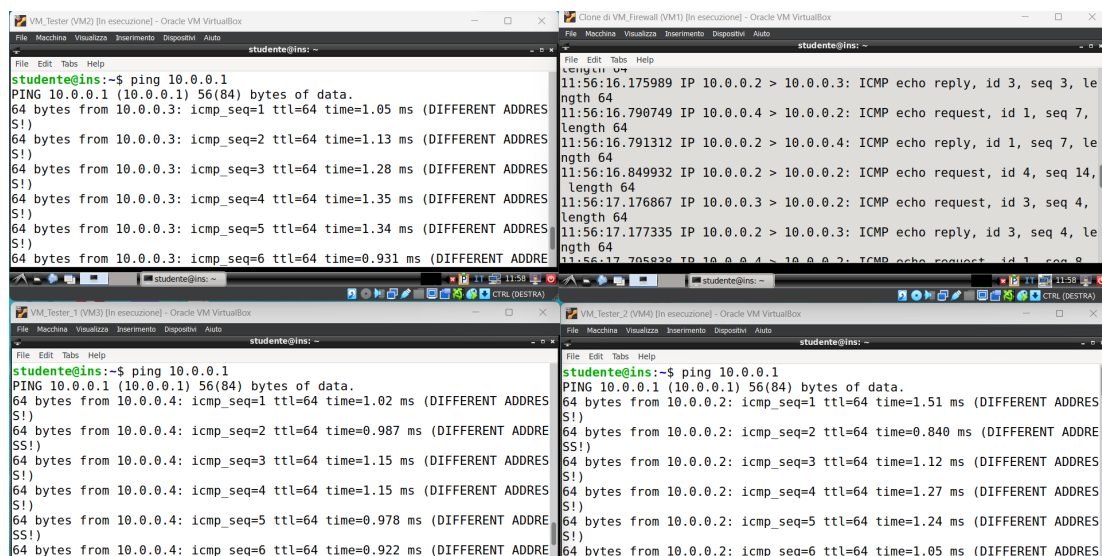 VM_Tester (VM2) [In esecuzione] - Oracle VM VirtualBox
File Macchina Visualizza Inserimento Dispositivi Aiuto
studente@ins: ~
File Edit Tabs Help
studente@ins:~$ ping 10.0.0.1
PING 10.0.0.1 (10.0.0.1) 56(84) bytes of data.
64 bytes from 10.0.0.3: icmp_seq=1 ttl=64 time=1.05 ms (DIFFERENT ADDRES
S!)
64 bytes from 10.0.0.3: icmp_seq=2 ttl=64 time=1.13 ms (DIFFERENT ADDRES
S!)
64 bytes from 10.0.0.3: icmp_seq=3 ttl=64 time=1.28 ms (DIFFERENT ADDRES
S!)
64 bytes from 10.0.0.3: icmp_seq=4 ttl=64 time=1.35 ms (DIFFERENT ADDRES
S!)
64 bytes from 10.0.0.3: icmp_seq=5 ttl=64 time=1.34 ms (DIFFERENT ADDRES
S!)
64 bytes from 10.0.0.3: icmp_seq=6 ttl=64 time=0.931 ms (DIFFERENT ADDRE
studente@ins: ~
IT 11:58
CTRL (DESTRA)
Clone di VM_Firewall (VM1) [In esecuzione] - Oracle VM VirtualBox
File Macchina Visualizza Inserimento Dispositivi Aiuto
studente@ins: ~
File Edit Tabs Help
length 64
11:56:16.175989 IP 10.0.0.2 > 10.0.0.3: ICMP echo reply, id 3, seq 3, le
ngth 64
11:56:16.790749 IP 10.0.0.4 > 10.0.0.2: ICMP echo request, id 1, seq 7,
length 64
11:56:16.791312 IP 10.0.0.2 > 10.0.0.4: ICMP echo reply, id 1, seq 7, le
ngth 64
11:56:16.849932 IP 10.0.0.2 > 10.0.0.2: ICMP echo request, id 4, seq 14,
length 64
11:56:17.176867 IP 10.0.0.3 > 10.0.0.2: ICMP echo request, id 3, seq 4,
length 64
11:56:17.177335 IP 10.0.0.2 > 10.0.0.3: ICMP echo reply, id 3, seq 4, le
ngth 64
11:56:17.795838 IP 10.0.0.4 > 10.0.0.2: ICMP echo request, id 1, seq 8,
studente@ins: ~
IT 11:58
CTRL (DESTRA)
VM_Tester_1 (VM3) [In esecuzione] - Oracle VM VirtualBox
File Macchina Visualizza Inserimento Dispositivi Aiuto
studente@ins: ~
File Edit Tabs Help
studente@ins:~$ ping 10.0.0.1
PING 10.0.0.1 (10.0.0.1) 56(84) bytes of data.
64 bytes from 10.0.0.4: icmp_seq=1 ttl=64 time=1.02 ms (DIFFERENT ADDRES
S!)
64 bytes from 10.0.0.4: icmp_seq=2 ttl=64 time=0.987 ms (DIFFERENT ADDRE
SS!)
64 bytes from 10.0.0.4: icmp_seq=3 ttl=64 time=1.15 ms (DIFFERENT ADDRES
S!)
64 bytes from 10.0.0.4: icmp_seq=4 ttl=64 time=1.15 ms (DIFFERENT ADDRES
S!)
64 bytes from 10.0.0.4: icmp_seq=5 ttl=64 time=0.978 ms (DIFFERENT ADDRE
SS!)
64 bytes from 10.0.0.4: icmp_seq=6 ttl=64 time=0.922 ms (DIFFERENT ADDRE
VM_Tester_2 (VM4) [In esecuzione] - Oracle VM VirtualBox
File Macchina Visualizza Inserimento Dispositivi Aiuto
studente@ins: ~
File Edit Tabs Help
studente@ins:~$ ping 10.0.0.1
PING 10.0.0.1 (10.0.0.1) 56(84) bytes of data.
64 bytes from 10.0.0.2: icmp_seq=1 ttl=64 time=1.51 ms (DIFFERENT ADDRES
S!)
64 bytes from 10.0.0.2: icmp_seq=2 ttl=64 time=0.840 ms (DIFFERENT ADDRE
SS!)
64 bytes from 10.0.0.2: icmp_seq=3 ttl=64 time=1.12 ms (DIFFERENT ADDRES
S!)
64 bytes from 10.0.0.2: icmp_seq=4 ttl=64 time=1.27 ms (DIFFERENT ADDRES
S!)
64 bytes from 10.0.0.2: icmp_seq=5 ttl=64 time=1.24 ms (DIFFERENT ADDRES
S!)
64 bytes from 10.0.0.2: icmp_seq=6 ttl=64 time=1.05 ms (DIFFERENT ADDRES